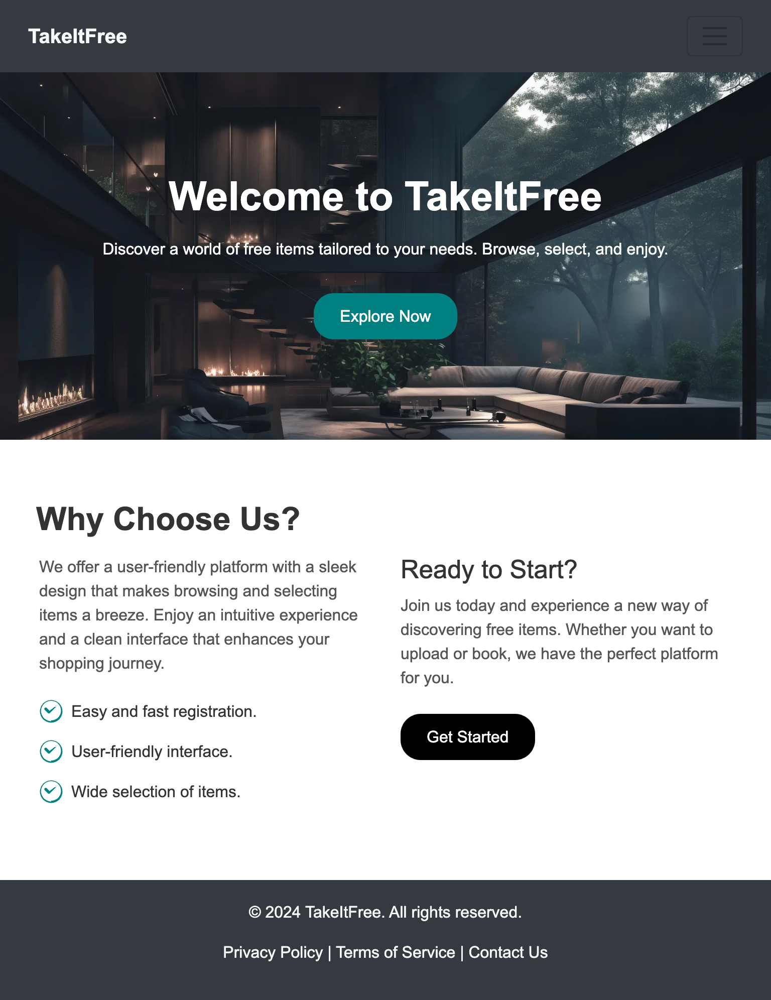 TakeItFree
Welcome to TakeItFree
Discover a world of free items tailored to your needs. Browse, select, and enjoy.
Explore Now
Why Choose Us?
We offer a user-friendly platform with a sleek
design that makes browsing and selecting
items a breeze. Enjoy an intuitive experience
and a clean interface that enhances your
shopping journey.
Easy and fast registration.
User-friendly interface.
Wide selection of items.
Ready to Start?
Join us today and experience a new way of
discovering free items. Whether you want to
upload or book, we have the perfect platform
for you.
Get Started
© 2024 TakeItFree. All rights reserved.
Privacy Policy | Terms of Service | Contact Us